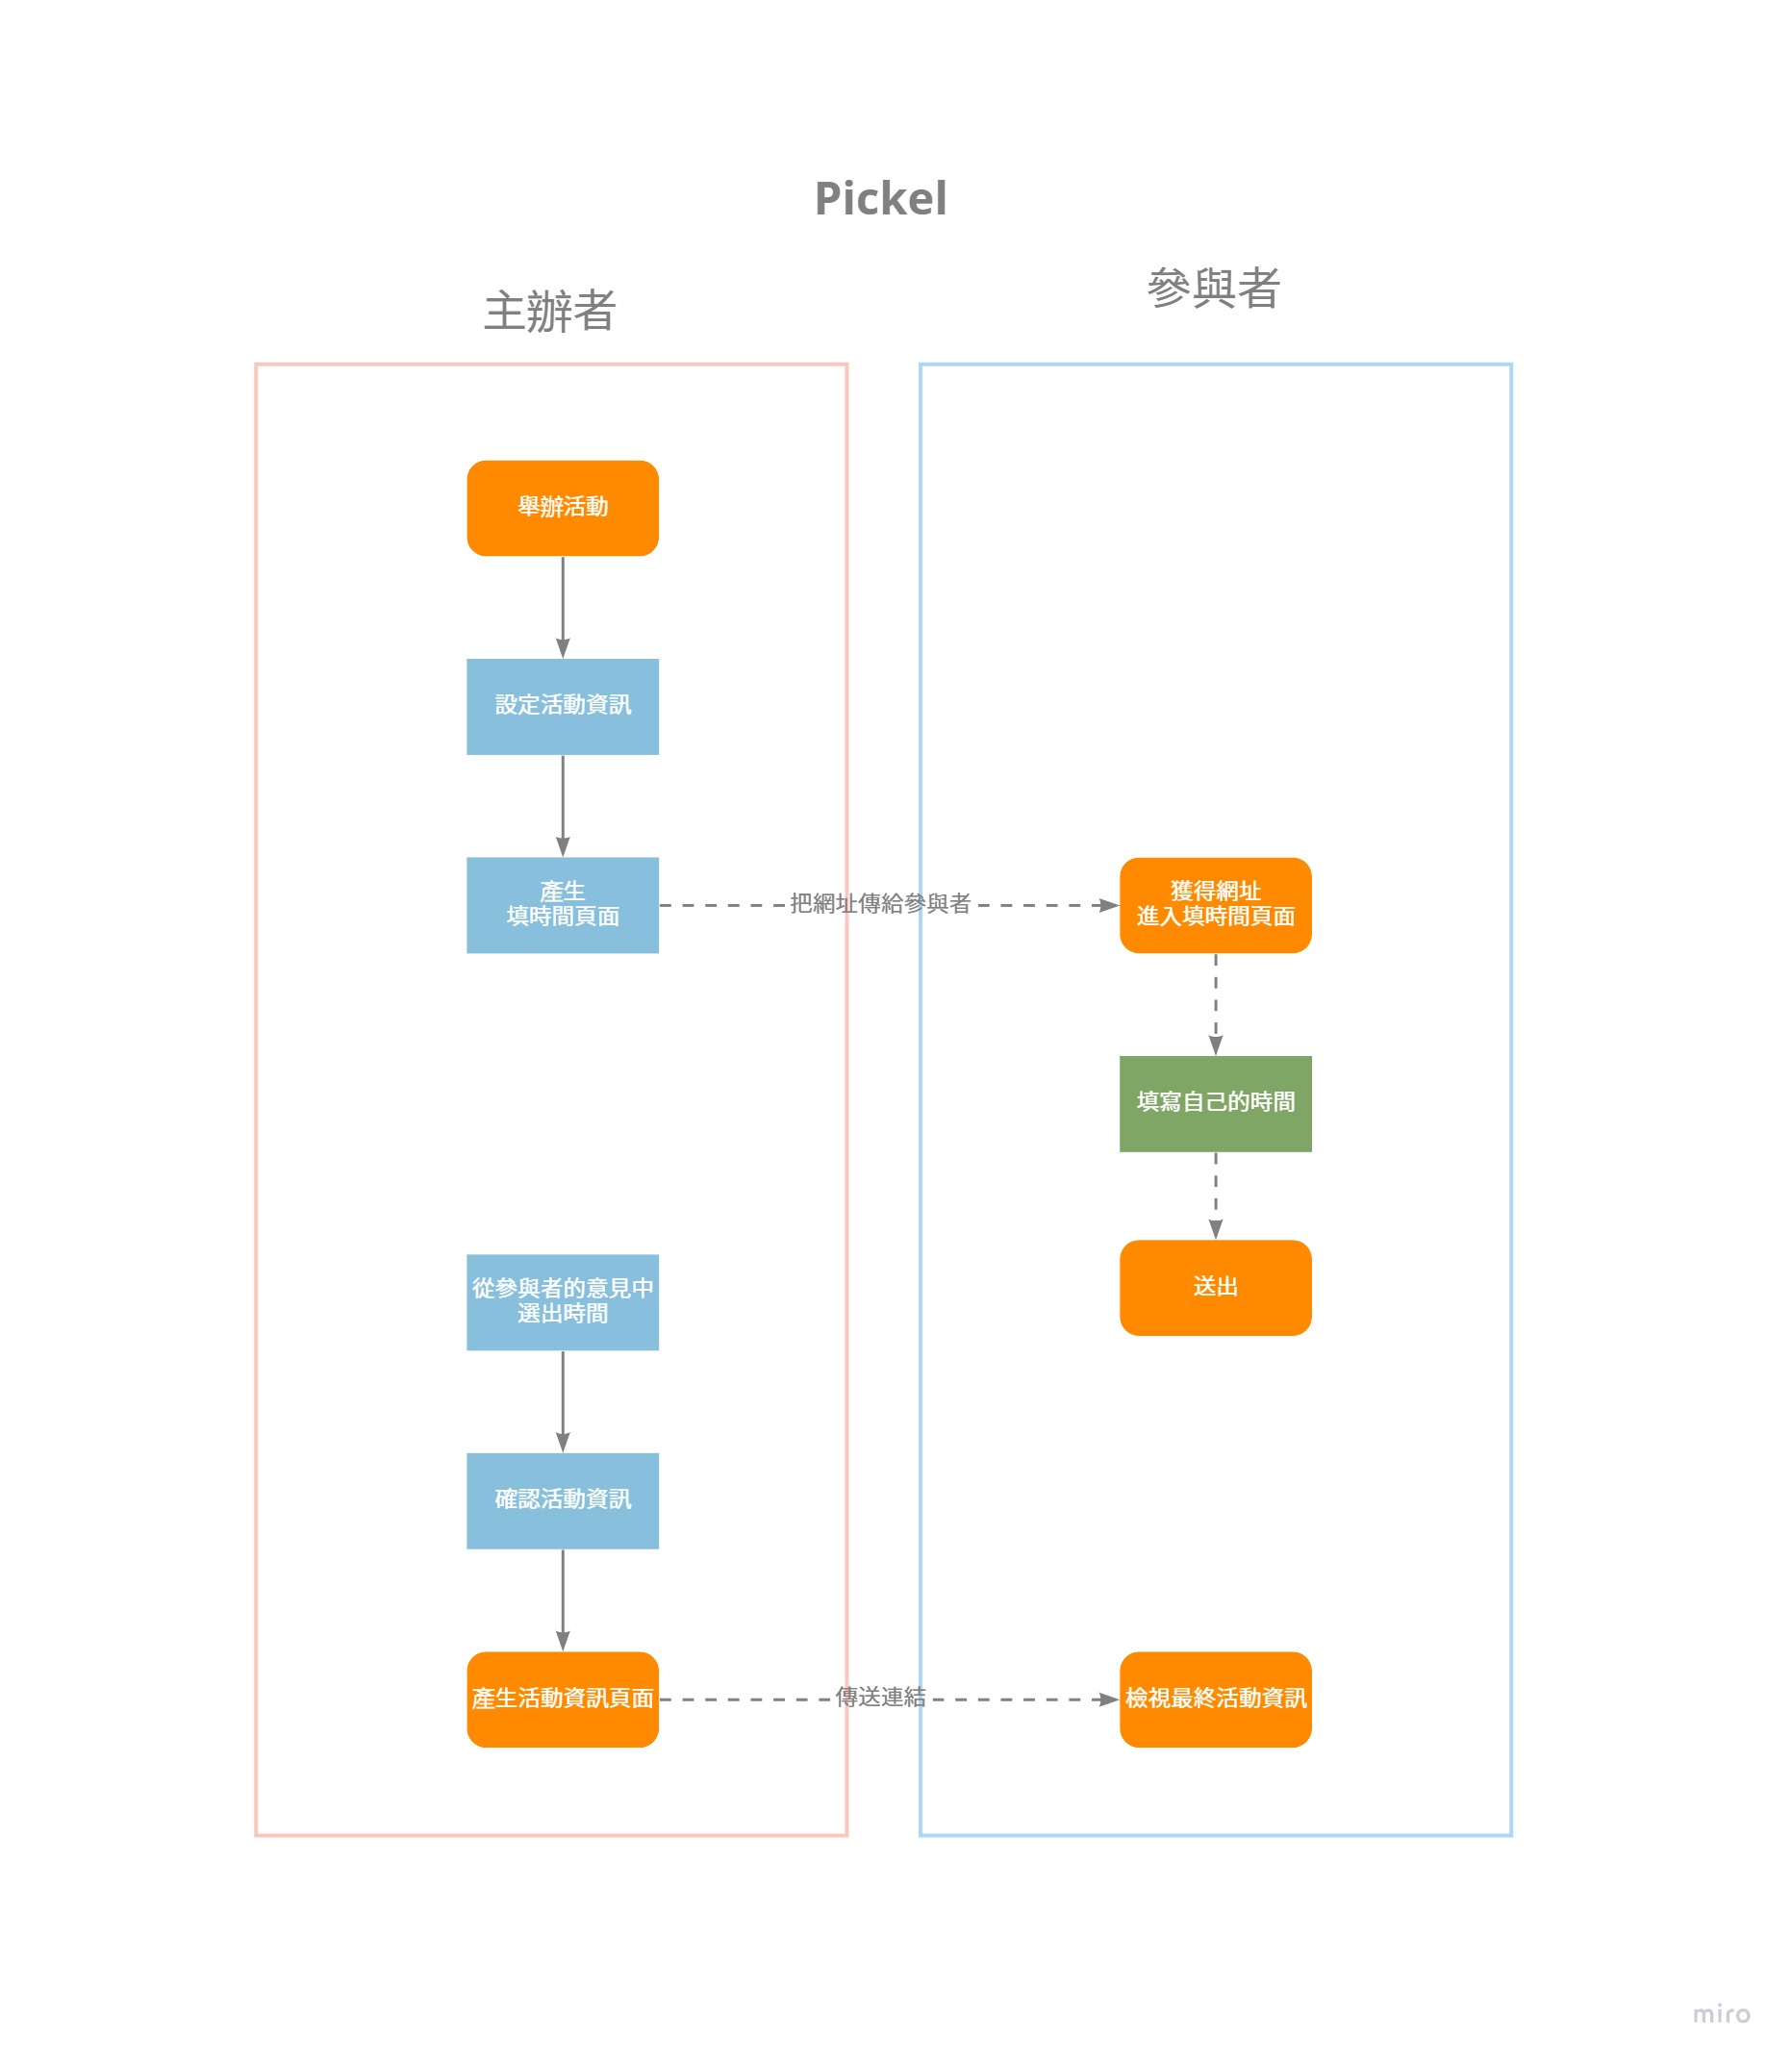 Pickel
主辦者
參與者
舉辦活動
設定活動資訊
產生
填時間頁面
把網址傳給參與者
獲得網址
進入填時間頁面
填寫自己的時間
送出
從參與者的意見中
選出時間
確認活動資訊
產生活動資訊頁面
傳送連結
檢視最終活動資訊
miro